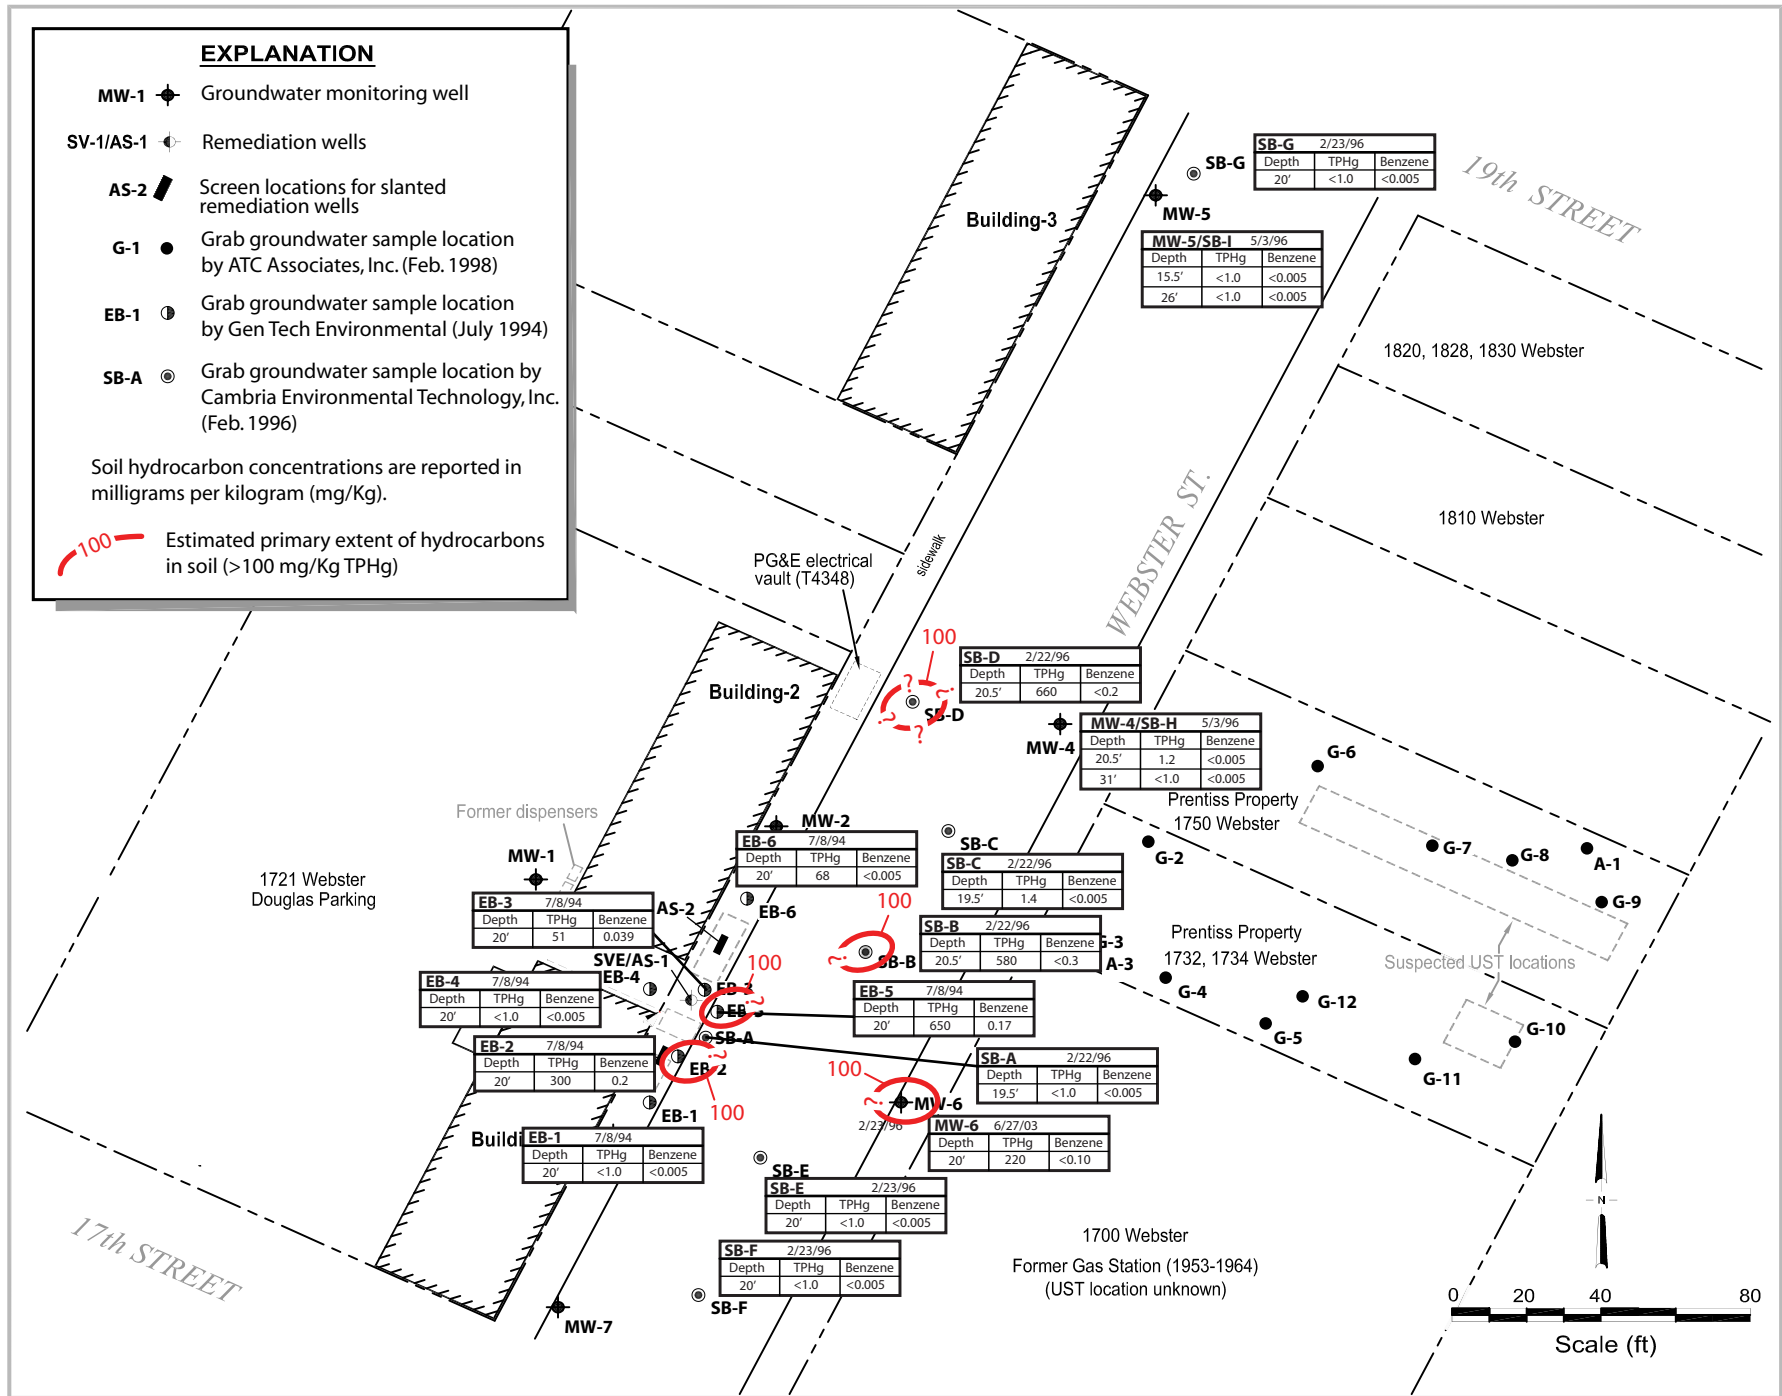 EXPLANATION
MW-1 Groundwater monitoring well
SV-1/AS-1 Remediation wells
AS-2 Screen locations for slanted
remediation wells
G-1 Grab groundwater sample location
by ATC Associates, Inc. (Feb. 1998)
EB-1 Grab groundwater sample location
by Gen Tech Environmental (July 1994)
SB-A Grab groundwater sample location by
Cambria Environmental Technology, Inc.
(Feb. 1996)
Soil hydrocarbon concentrations are reported in
milligrams per kilogram (mg/Kg).
100 Estimated primary extent of hydrocarbons
in soil (>100 mg/Kg TPHg)
Building-3
SB-G
SB-G 2/23/96
Depth TPHg Benzene
20' <1.0 <0.005
MW-5
MW-5/SB-I 5/3/96
Depth TPHg Benzene
15.5' <1.0 <0.005
26' <1.0 <0.005
19th STREET
1820, 1828, 1830 Webster
1810 Webster
WEBSTER ST.
sidewalk
PG&E electrical
vault (T4348)
100
? ? ? ?
SB-D
SB-D 2/22/96
Depth TPHg Benzene
20.5' 660 <0.2
Building-2
MW-4
MW-4/SB-H 5/3/96
Depth TPHg Benzene
20.5' 1.2 <0.005
31' <1.0 <0.005
G-6
Prentiss Property
1750 Webster
G-2
G-7
G-8
A-1
G-9
Former dispensers
MW-1
1721 Webster
Douglas Parking
MW-2
EB-6 7/8/94
Depth TPHg Benzene
20' 68 <0.005
EB-6
SB-C
SB-C 2/22/96
Depth TPHg Benzene
19.5' 1.4 <0.005
EB-3 7/8/94
Depth TPHg Benzene
20' 51 0.039
AS-2
100
?
SB-B
SB-B 2/22/96
Depth TPHg Benzene
20.5' 580 <0.3
G-3
A-3
Prentiss Property
1732, 1734 Webster
Suspected UST locations
G-4
G-12
G-5
G-10
G-11
SVE/AS-1
EB-4
EB-4 7/8/94
Depth TPHg Benzene
20' <1.0 <0.005
100
EB-3
?
EB-5 7/8/94
Depth TPHg Benzene
20' 650 0.17
SB-A
SB-A 2/22/96
Depth TPHg Benzene
19.5' <1.0 <0.005
EB-2 7/8/94
Depth TPHg Benzene
20' 300 0.2
?
EB-2
100
100
?
MW-6
2/23/96
MW-6 6/27/03
Depth TPHg Benzene
20' 220 <0.10
EB-1
EB-1 7/8/94
Depth TPHg Benzene
20' <1.0 <0.005
Buildi
SB-E
SB-E 2/23/96
Depth TPHg Benzene
20' <1.0 <0.005
SB-F 2/23/96
Depth TPHg Benzene
20' <1.0 <0.005
SB-F
MW-7
17th STREET
1700 Webster
Former Gas Station (1953-1964)
(UST location unknown)
N
0 20 40 80
Scale (ft)